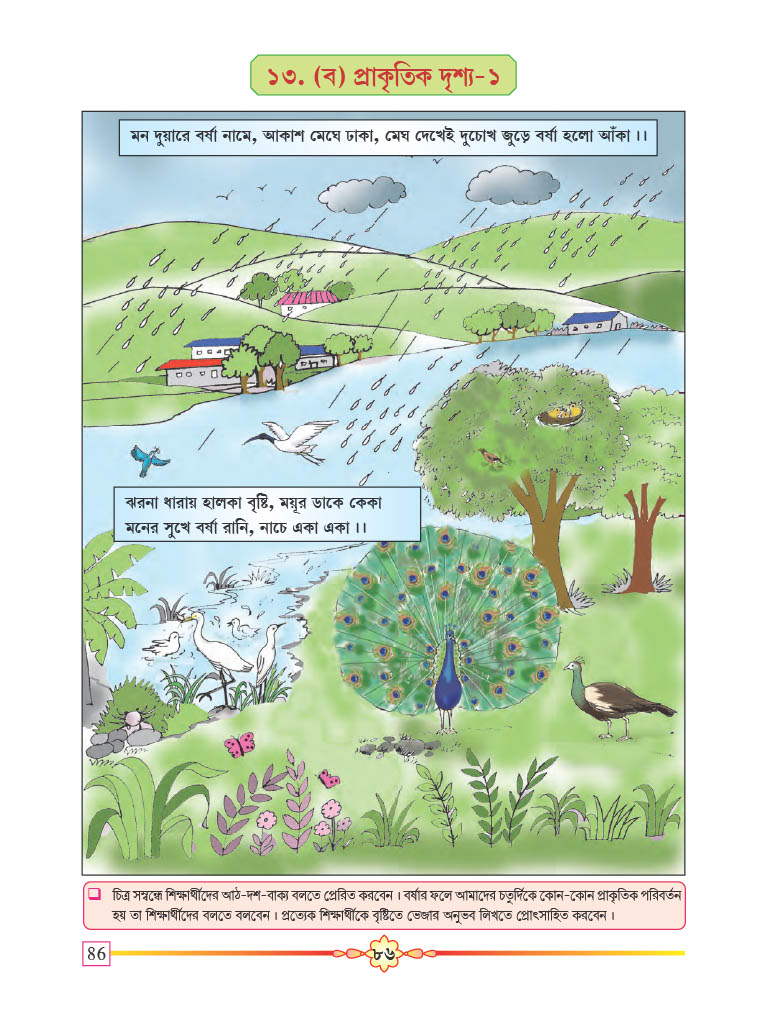 ১৩. (ব) প্রাকৃতিক দৃশ্য-১
মন দুয়ারে বর্ষা নামে, আকাশ মেঘে ঢাকা, মেঘ দেখেই দুচোখ জুড়ে বর্ষা হলো আঁকা ।।
ঝরনা ধারায় হালকা বৃষ্টি, ময়ূর ডাকে কেকা
মনের সুখে বর্ষা রানি, নাচে একা একা ।।
❑ চিত্র সম্বন্ধে শিক্ষার্থীদের আঠ-দশ-বাক্য বলতে প্রেরিত করবেন । বর্ষার ফলে আমাদের চতুর্দিকে কোন-কোন প্রাকৃতিক পরিবর্তন
হয় তা শিক্ষার্থীদের বলতে বলবেন । প্রত্যেক শিক্ষার্থীকে বৃষ্টিতে ভেজার অনুভব লিখতে প্রোৎসাহিত করবেন ।
86
৮৬